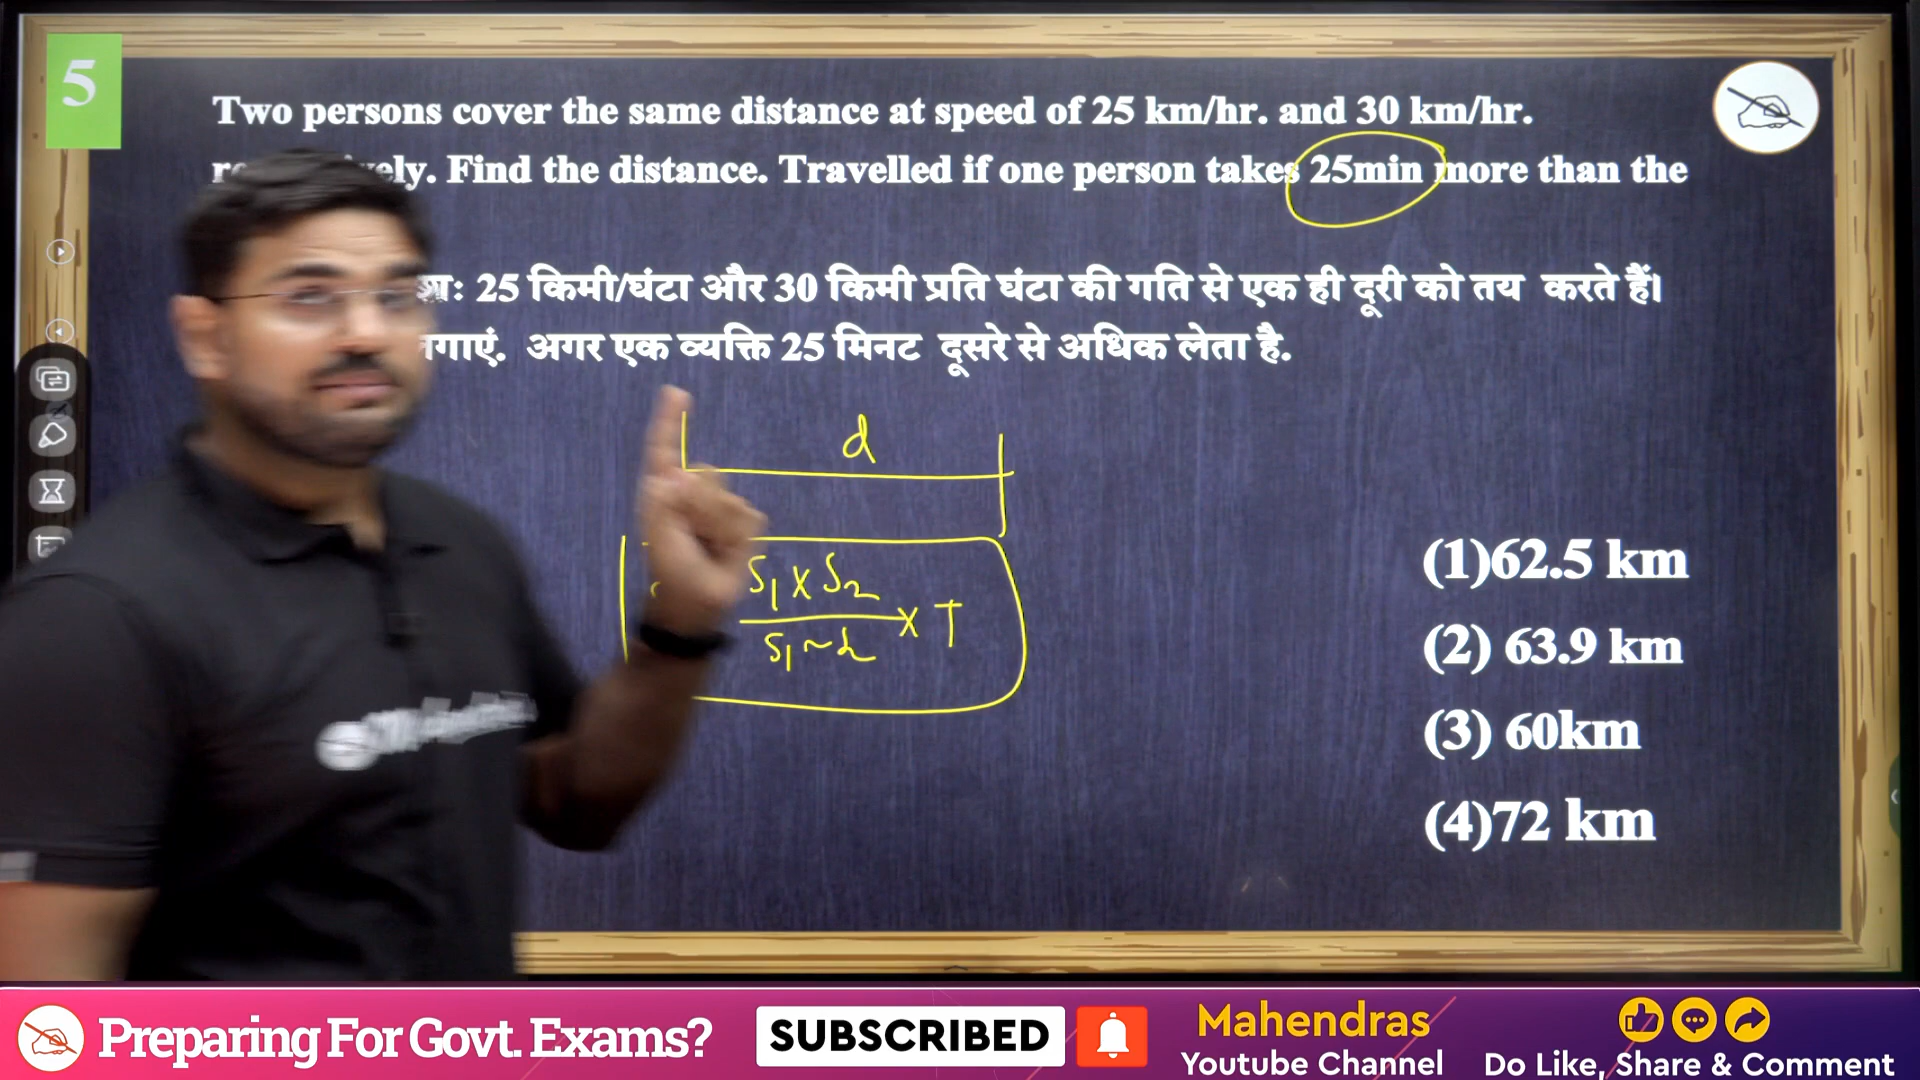 5
Two persons cover the same distance at speed of 25 km/hr. and 30 km/hr.
Find the distance. Travelled if one person takes 25min more than the
25 किमी/घंटा और 30 किमी प्रति घंटा की गति से एक ही दूरी को तय करते हैं।
अगर एक व्यक्ति 25 मिनट दूसरे से अधिक लेता है.
d
S₁ x S₂
x T
(1)62.5 km
(2) 63.9 km
(3) 60km
(4)72 km
Preparing For Govt. Exams?
SUBSCRIBED
Mahendras
Youtube Channel
Do Like, Share & Comment